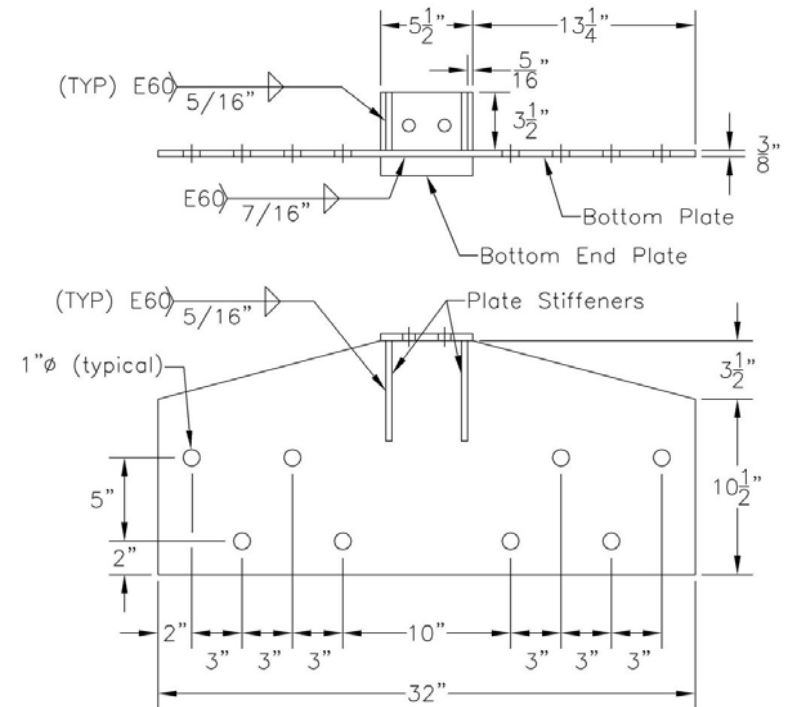 5 1/2" 13 1/4"
5/16"
(TYP) E60 5/16"
3 1/2"
3/8"
E60 7/16"
Bottom Plate
Bottom End Plate
(TYP) E60 5/16"
Plate Stiffeners
1"ø (typical)
3 1/2"
5"
10 1/2"
2"
2" 10"
3" 3" 3" 3" 3" 3"
32"